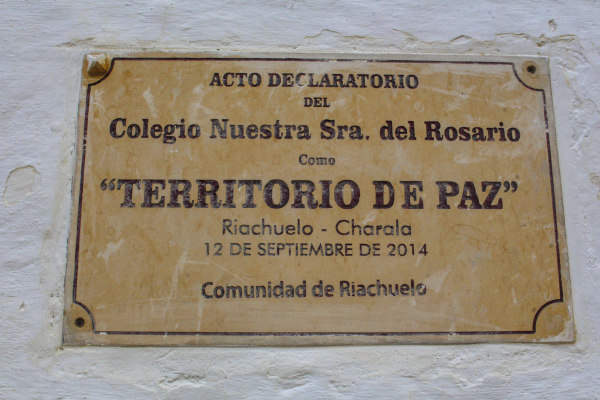 ACTO DECLARATORIO
DEL
Colegio Nuestra Sra. del Rosario
Como
“TERRITORIO DE PAZ”
Riachuelo - Charala
12 DE SEPTIEMBRE DE 2014
Comunidad de Riachuelo